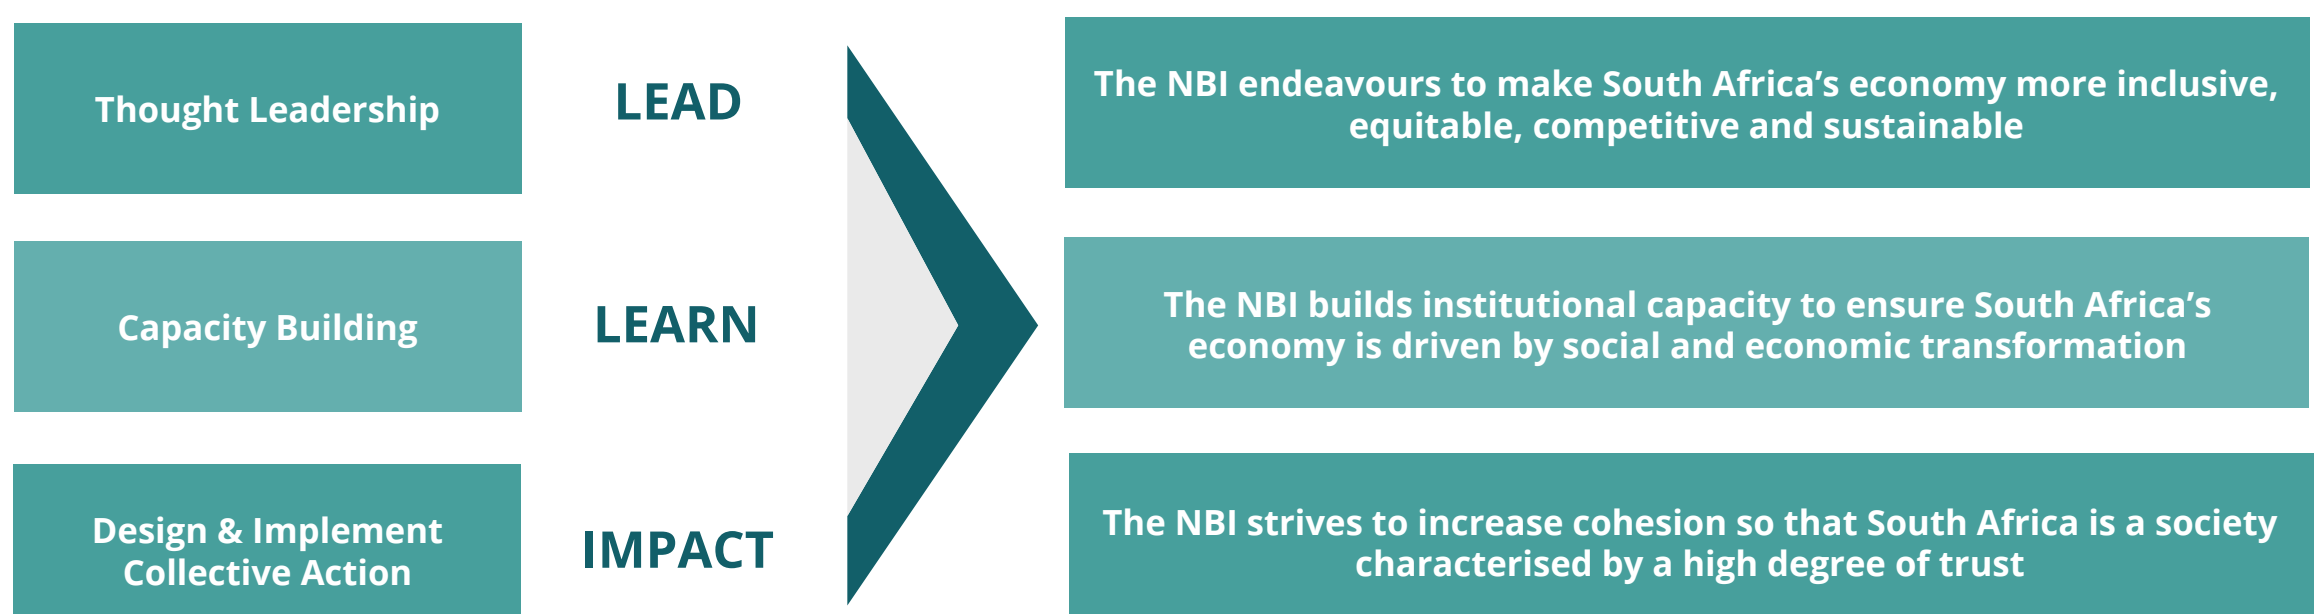 Thought Leadership
LEAD
The NBI endeavours to make South Africa’s economy more inclusive,
equitable, competitive and sustainable
Capacity Building
LEARN
The NBI builds institutional capacity to ensure South Africa’s
economy is driven by social and economic transformation
Design & Implement
Collective Action
IMPACT
The NBI strives to increase cohesion so that South Africa is a society
characterised by a high degree of trust